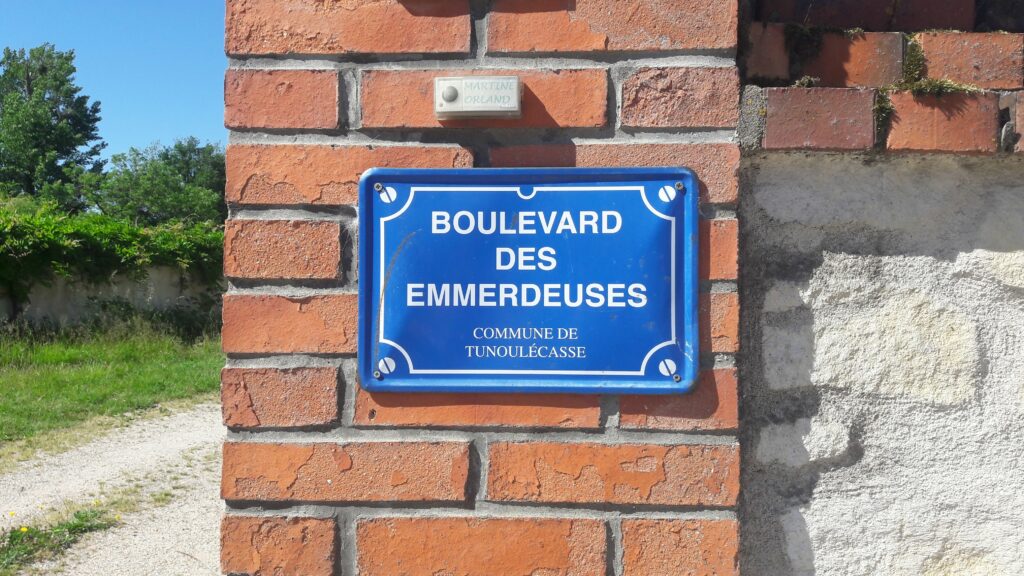 MARTINE
ORLAND
BOULEVARD
DES
EMMERDEUSES
COMMUNE DE
TUNOULÉCASSE